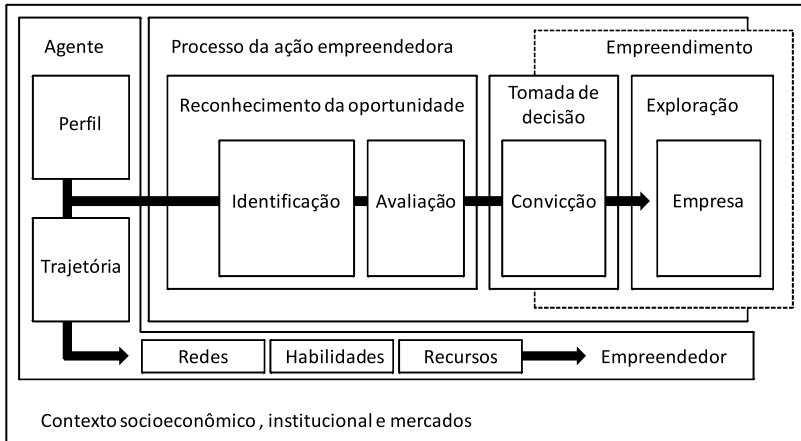 Agente
Processo da ação empreendedora
Empreendimento
Perfil
Reconhecimento da oportunidade
Tomada de
decisão
Exploração
Identificação
Avaliação
Convicção
Empresa
Trajetória
Redes
Habilidades
Recursos
Empreendedor
Contexto socioeconômico , institucional e mercados